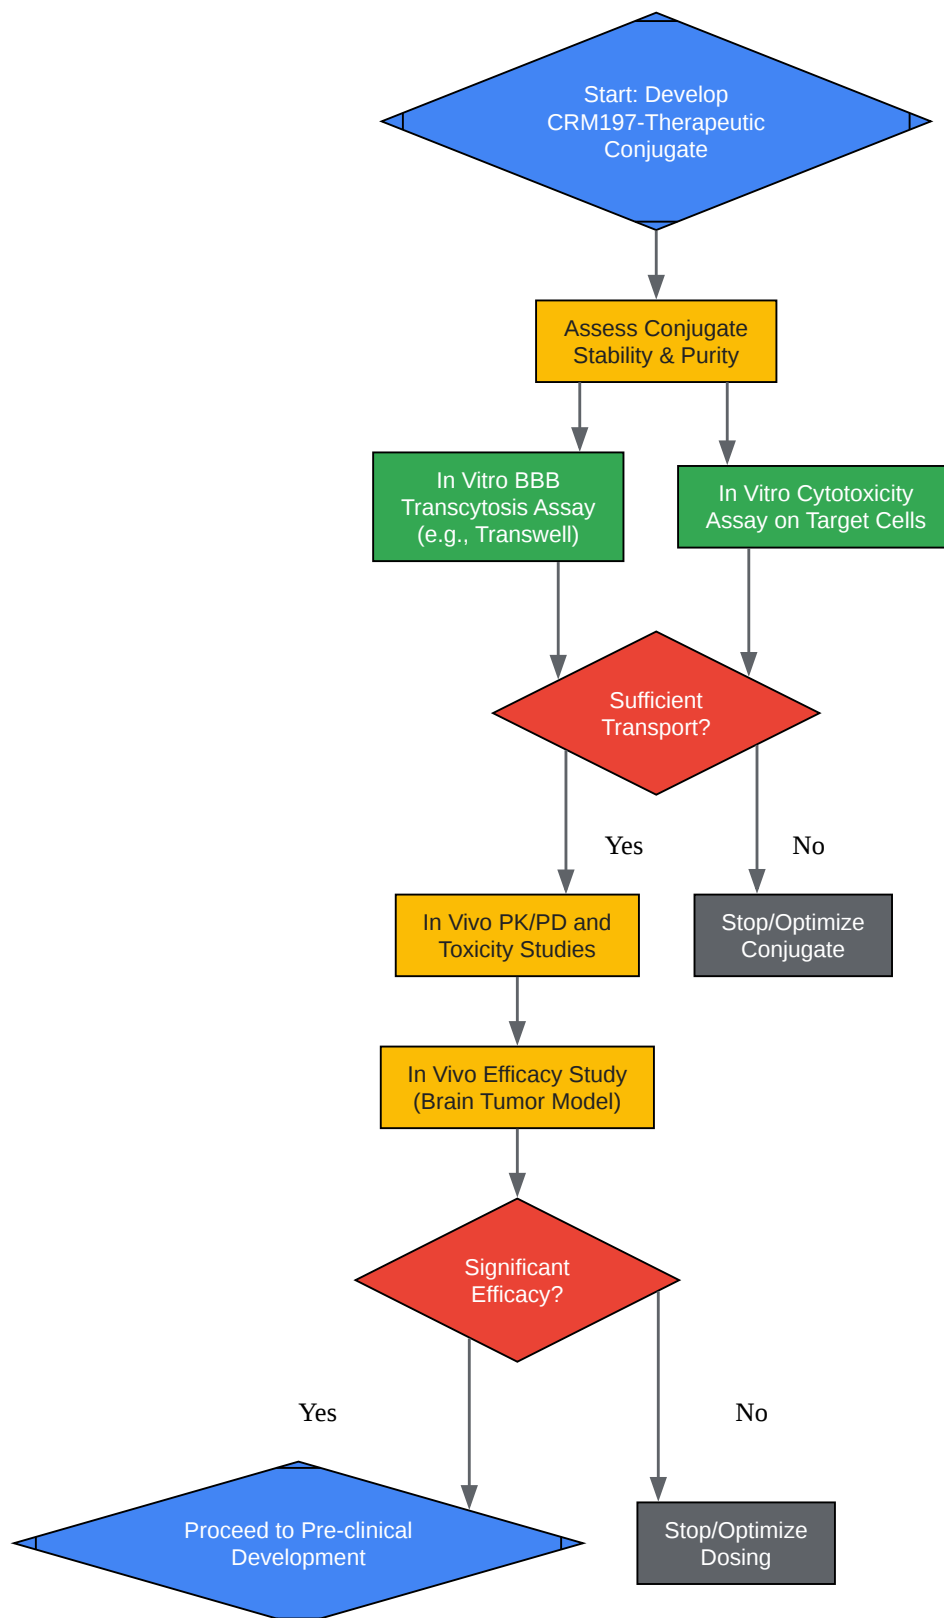 Start: Develop
CRM197-Therapeutic
Conjugate
Assess Conjugate
Stability & Purity
In Vitro BBB
Transcytosis Assay
(e.g., Transwell)
In Vitro Cytotoxicity
Assay on Target Cells
Sufficient
Transport?
Yes
No
In Vivo PK/PD and
Toxicity Studies
Stop/Optimize
Conjugate
In Vivo Efficacy Study
(Brain Tumor Model)
Significant
Efficacy?
Yes
No
Proceed to Pre-clinical
Development
Stop/Optimize
Dosing